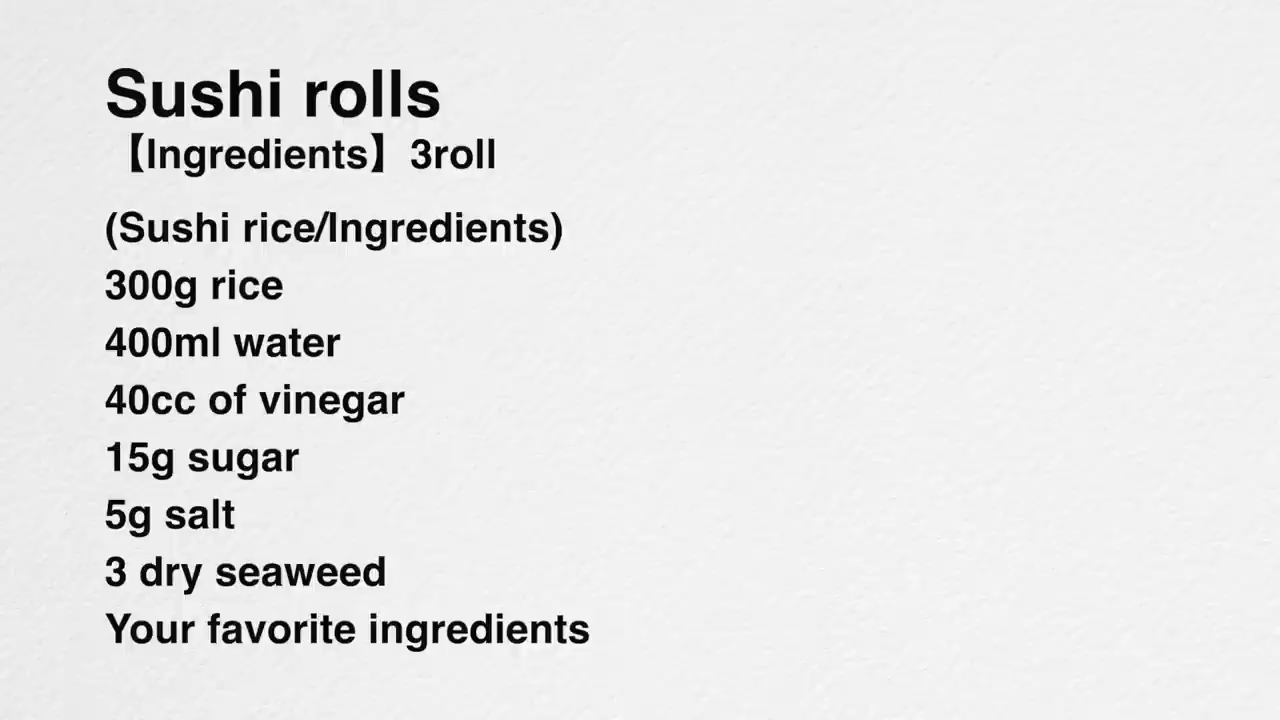 Sushi rolls
【Ingredients】3roll
(Sushi rice/Ingredients)
300g rice
400ml water
40cc of vinegar
15g sugar
5g salt
3 dry seaweed
Your favorite ingredients